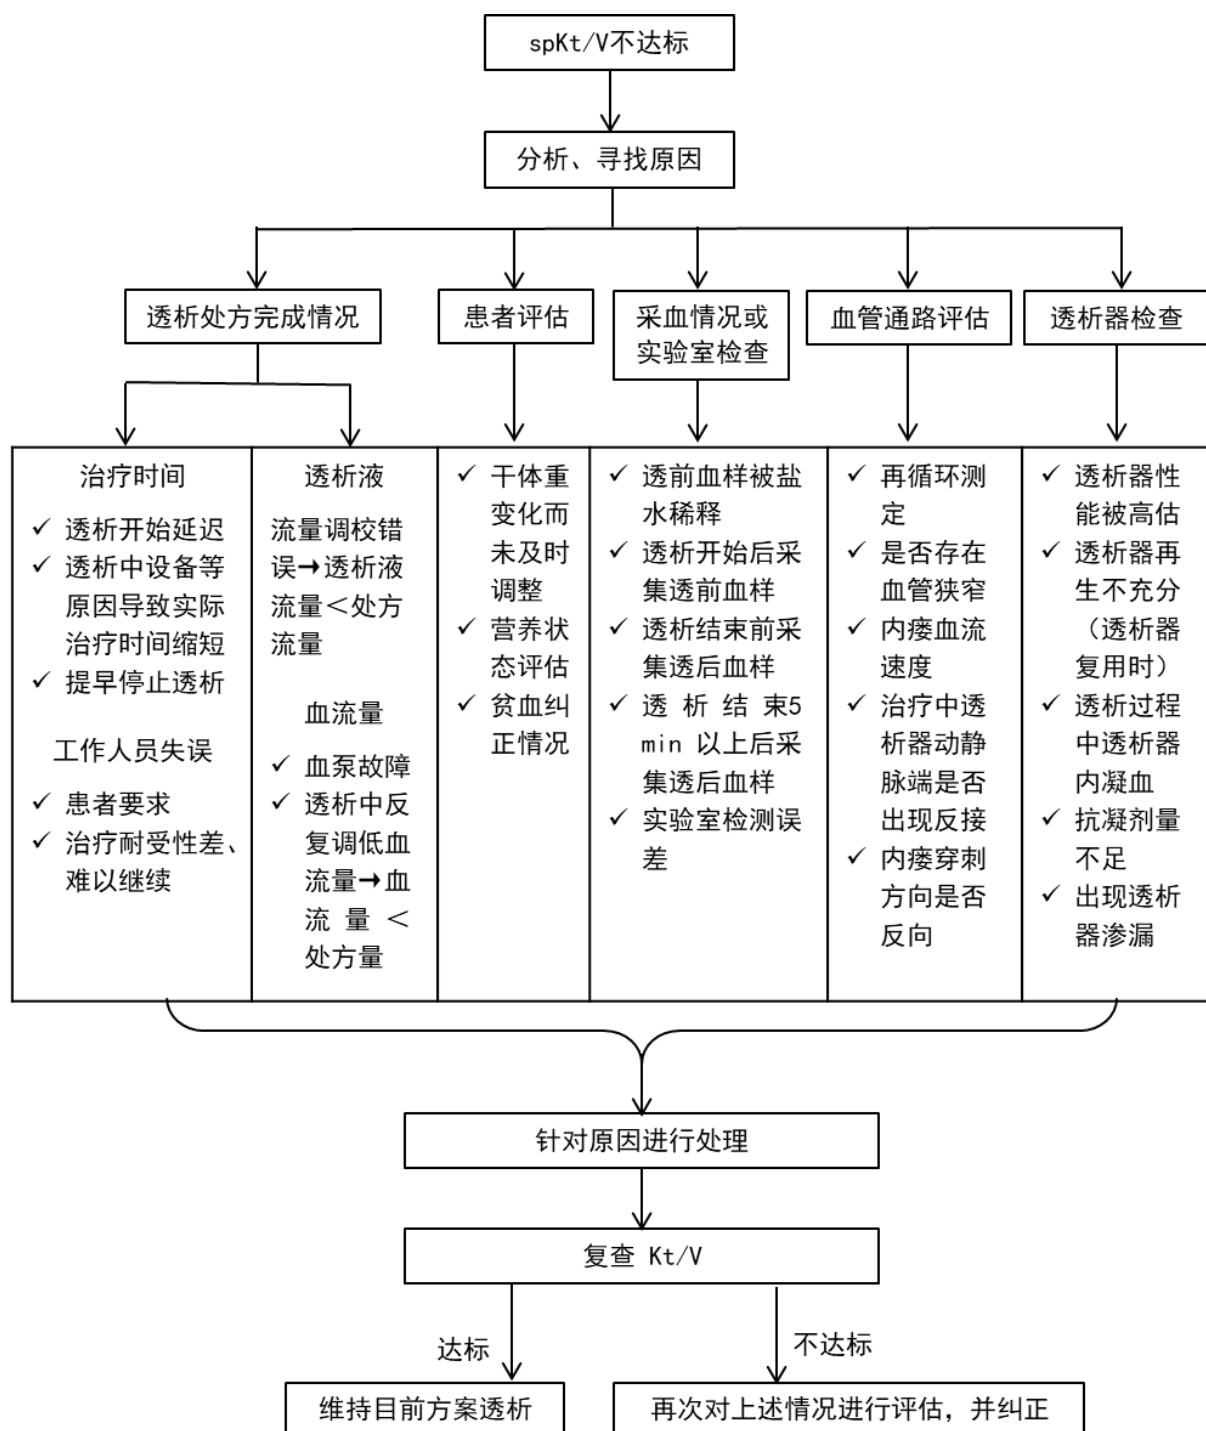 spKt/V不达标
分析、寻找原因
透析处方完成情况
患者评估
采血情况或
实验室检查
血管通路评估
透析器检查
治疗时间
✓ 透析开始延迟
✓ 透析中设备等
原因导致实际
治疗时间缩短
✓ 提早停止透析
工作人员失误
✓ 患者要求
✓ 治疗耐受性差、
难以继续
透析液
流量调校错
误→透析液
流量＜处方
流量
血流量
✓ 血泵故障
✓ 透析中反
复调低血
流量→血
流 量 ＜
处方量
✓ 干体重
变化而
未及时
调整
✓ 营养状
态评估
✓ 贫血纠
正情况
✓ 透前血样被盐
水稀释
✓ 透析开始后采
集透前血样
✓ 透析结束前采
集透后血样
✓ 透 析 结 束5
min 以上后采
集透后血样
✓ 实验室检测误
差
✓ 再循环测
定
✓ 是否存在
血管狭窄
✓ 内瘘血流
速度
✓ 治疗中透
析器动静
脉端是否
出现反接
✓ 内瘘穿刺
方向是否
反向
✓ 透析器性
能被高估
✓ 透析器再
生不充分
（透析器
复用时）
✓ 透析过程
中透析器
内凝血
✓ 抗凝剂量
不足
✓ 出现透析
器渗漏
针对原因进行处理
复查 Kt/V
达标
不达标
维持目前方案透析
再次对上述情况进行评估，并纠正